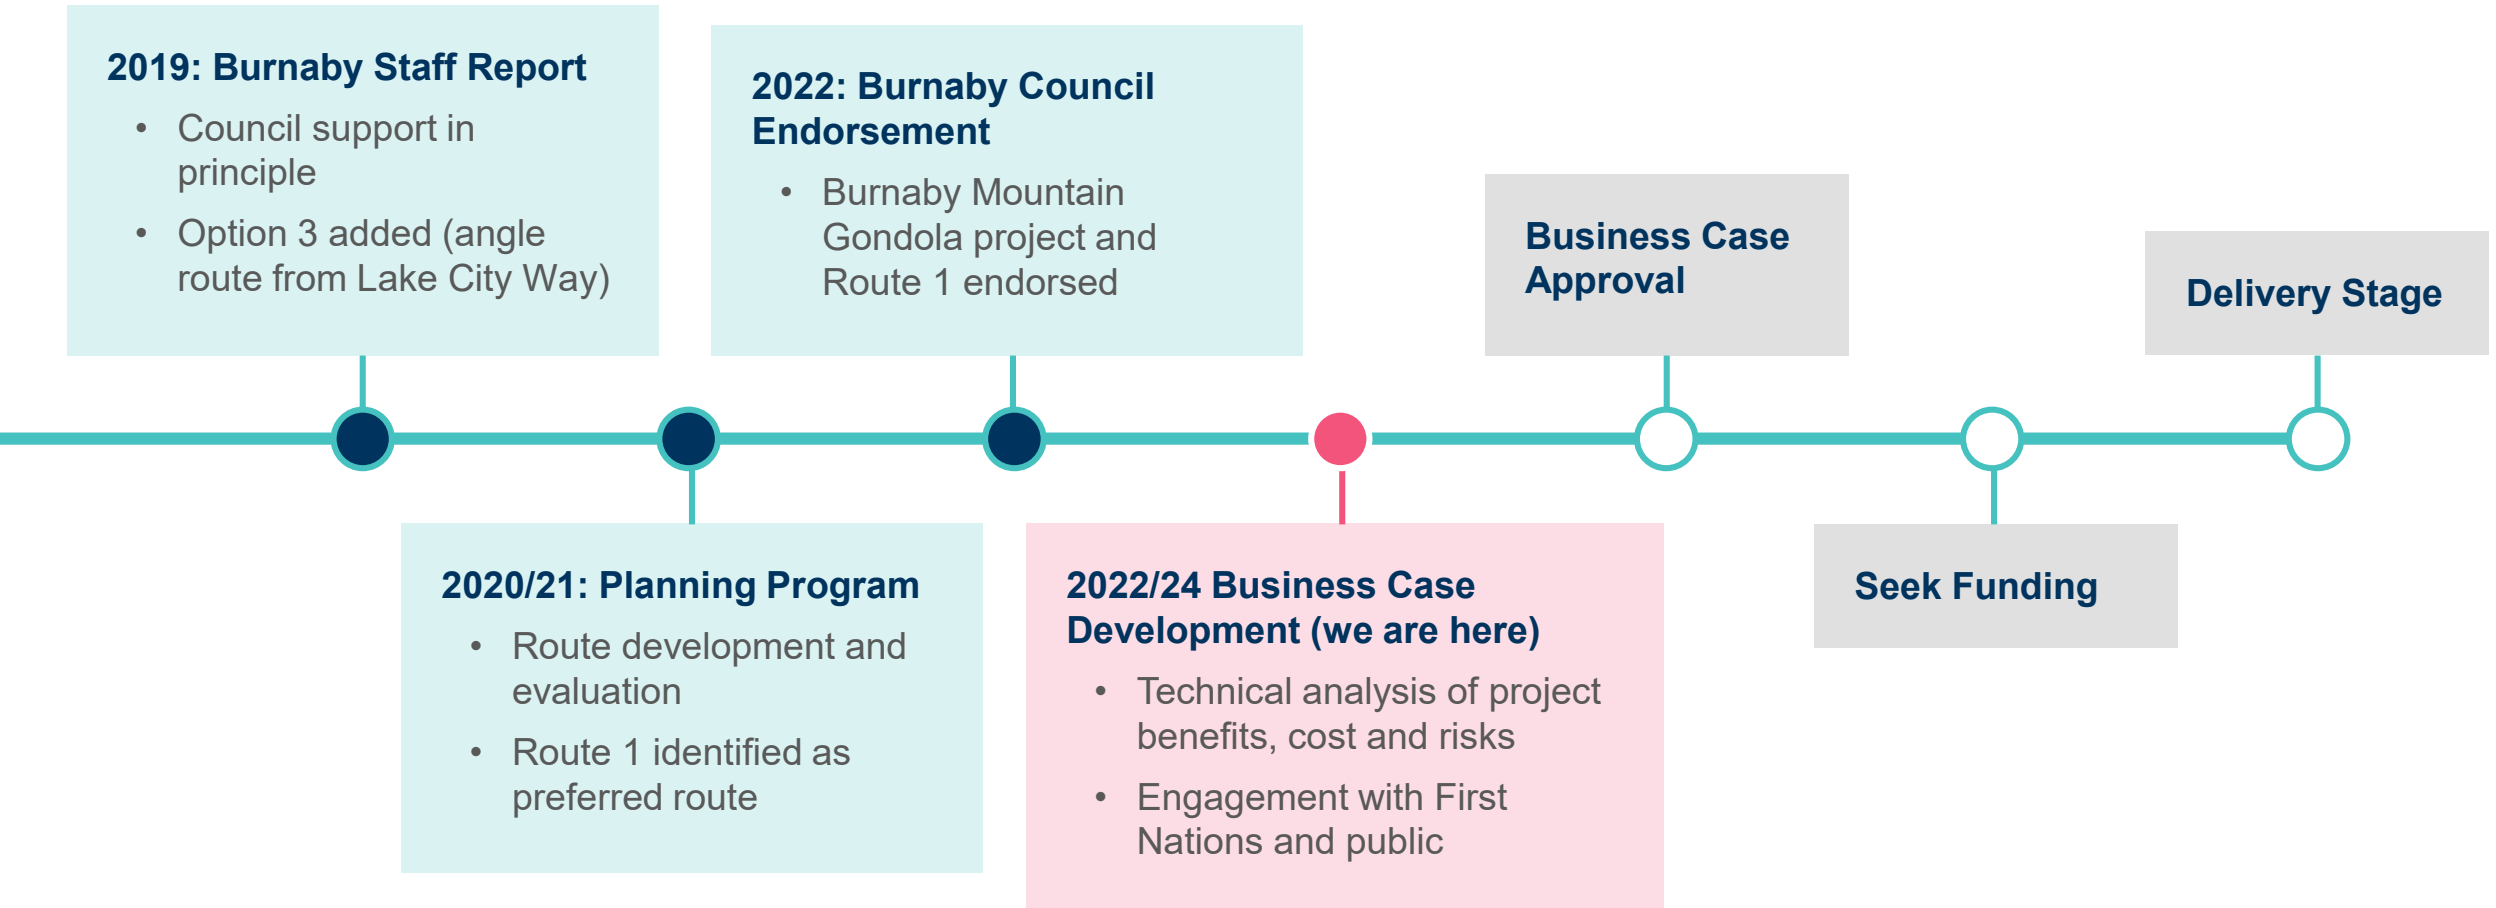 2019: Burnaby Staff Report
• Council support in
principle
• Option 3 added (angle
route from Lake City Way)
2020/21: Planning Program
• Route development and
evaluation
• Route 1 identified as
preferred route
2022: Burnaby Council
Endorsement
• Burnaby Mountain
Gondola project and
Route 1 endorsed
2022/24 Business Case
Development (we are here)
• Technical analysis of project
benefits, cost and risks
• Engagement with First
Nations and public
Business Case
Approval
Seek Funding
Delivery Stage